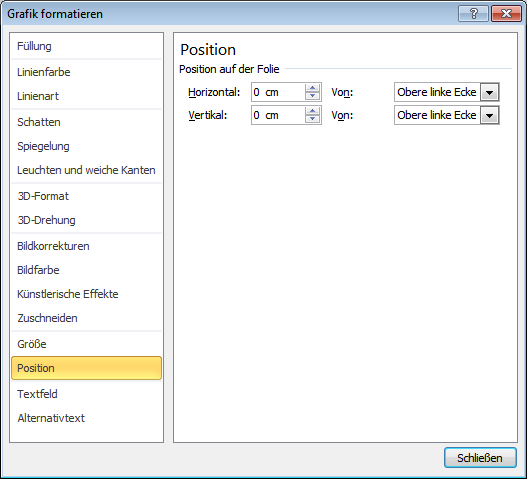 Grafik formatieren
Füllung
Linienfarbe
Linienart
Schatten
Spiegelung
Leuchten und weiche Kanten
3D-Format
3D-Drehung
Bildkorrekturen
Bildfarbe
Künstlerische Effekte
Zuschneiden
Größe
Position
Textfeld
Alternativtext
Position
Position auf der Folie
Horizontal: 0 cm Von: Obere linke Ecke
Vertikal: 0 cm Von: Obere linke Ecke
Schließen